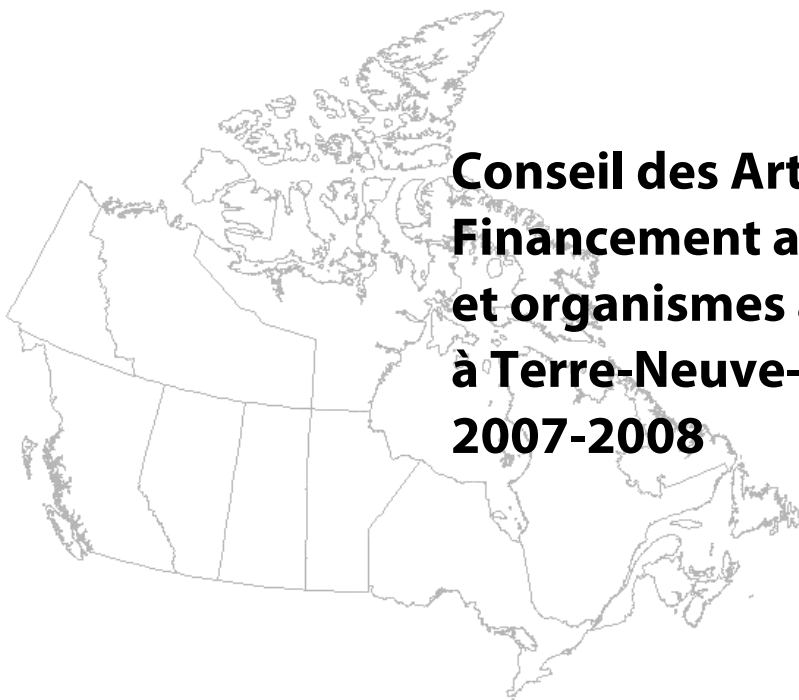 Conseil des Art
Financement a
et organismes a
à Terre-Neuve-
2007-2008